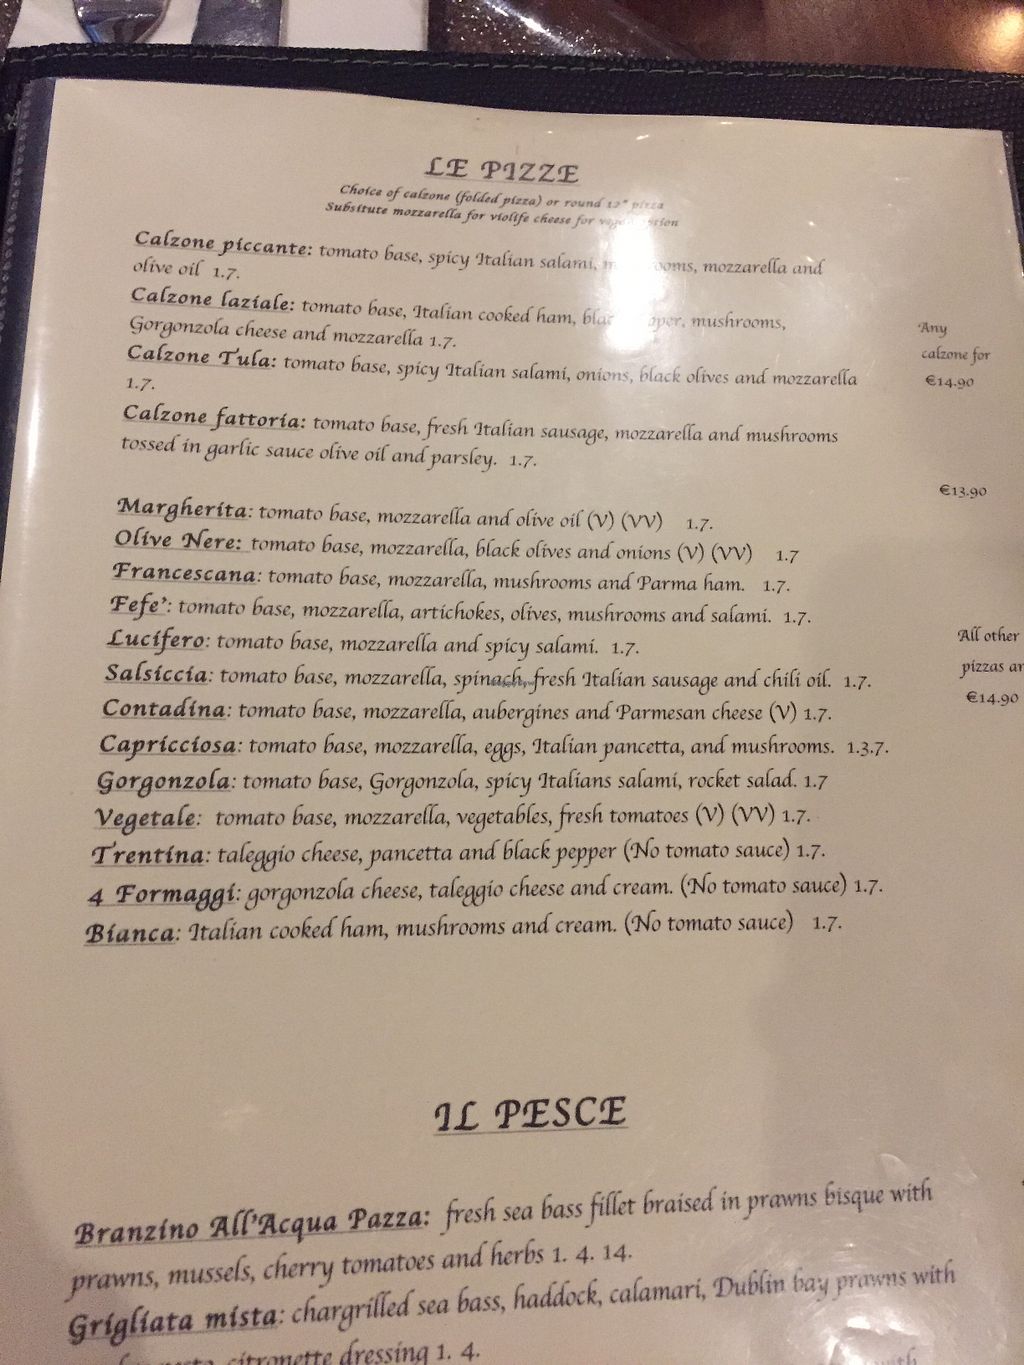 LE PIZZE
Choice of calzone (folded pizza) or round 12" pizza
Subsitute mozzarella for violife cheese for
Calzone piccante: tomato base, spicy Italian salami, mozzarella and
olive oil 1.7.
Calzone laziale: tomato base, Italian cooked ham, black pepper, mushrooms,
Gorgonzola cheese and mozzarella 1.7.
Calzone Tula: tomato base, spicy Italian salami, onions, black olives and mozzarella
1.7.
Calzone fattoria: tomato base, fresh Italian sausage, mozzarella and mushrooms
tossed in garlic sauce olive oil and parsley. 1.7.
Any
calzone for
€14.90
€13.90
Margherita: tomato base, mozzarella and olive oil (V) (VV) 1.7.
Olive Nere: tomato base, mozzarella, black olives and onions (V) (VV) 1.7
Francescana: tomato base, mozzarella, mushrooms and Parma ham. 1.7.
Fefe': tomato base, mozzarella, artichokes, olives, mushrooms and salami. 1.7.
Lucifero: tomato base, mozzarella and spicy salami. 1.7.
Salsiccia: tomato base, mozzarella, spinach, fresh Italian sausage and chili oil. 1.7.
Contadina: tomato base, mozzarella, aubergines and Parmesan cheese (V) 1.7.
Capricciosa: tomato base, mozzarella, eggs, Italian pancetta, and mushrooms. 1.3.7.
Gorgonzola: tomato base, Gorgonzola, spicy Italians salami, rocket salad. 1.7
Vegetale: tomato base, mozzarella, vegetables, fresh tomatoes (V) (VV) 1.7.
Trentina: taleggio cheese, pancetta and black pepper (No tomato sauce) 1.7.
4 Formaggi: gorgonzola cheese, taleggio cheese and cream. (No tomato sauce) 1.7.
Bianca: Italian cooked ham, mushrooms and cream. (No tomato sauce) 1.7.
All other
pizzas ar
€14.90
IL PESCE
Branzino All'Acqua Pazza: fresh sea bass fillet braised in prawns bisque with
prawns, mussels, cherry tomatoes and herbs 1. 4. 14.
Grigliata mista: chargrilled sea bass, haddock, calamari, Dublin bay prawns with
citronette dressing 1. 4.
with